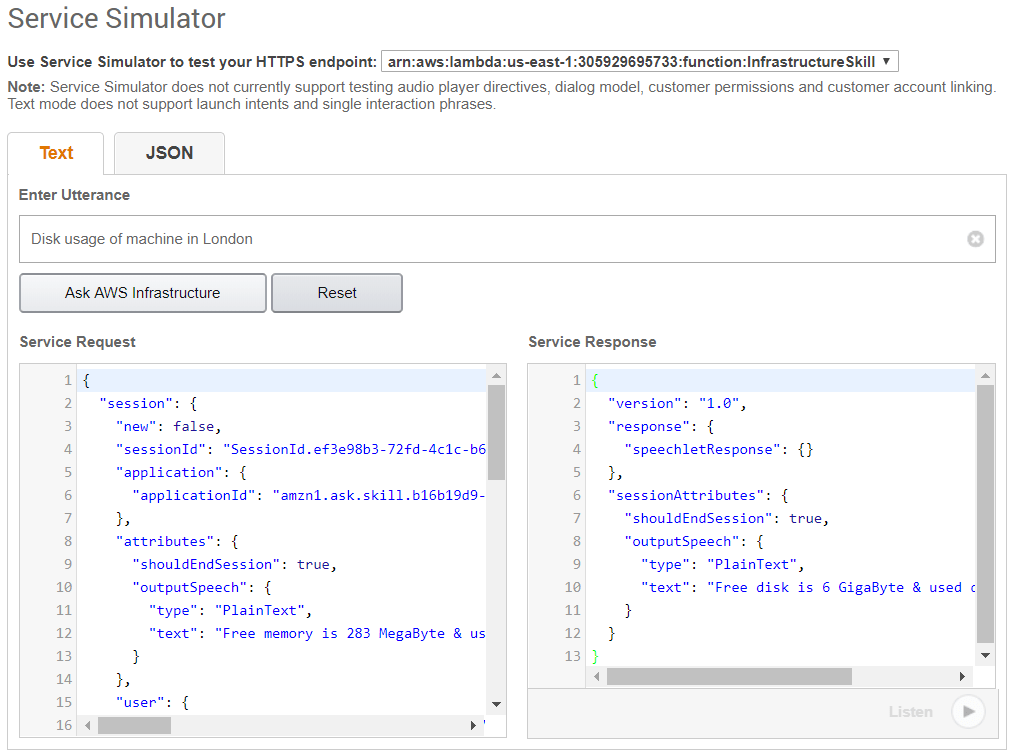 Service Simulator
Use Service Simulator to test your HTTPS endpoint: arn:aws:lambda:us-east-1:305929695733:function:InfrastructureSkill
Note: Service Simulator does not currently support testing audio player directives, dialog model, customer permissions and customer account linking.
Text mode does not support launch intents and single interaction phrases.
Text JSON
Enter Utterance
Disk usage of machine in London
Ask AWS Infrastructure Reset
Service Request
1 {
2 "session": {
3 "new": false,
4 "sessionId": "SessionId.ef3e98b3-72fd-4c1c-b6
5 "application": {
6 "applicationId": "amzn1.ask.skill.b16b19d9-
7 },
8 "attributes": {
9 "shouldEndSession": true,
10 "outputSpeech": {
11 "type": "PlainText",
12 "text": "Free memory is 283 MegaByte & us
13 }
14 },
15 "user": {
16
Service Response
1 {
2 "version": "1.0",
3 "response": {
4 "speechletResponse": {}
5 },
6 "sessionAttributes": {
7 "shouldEndSession": true,
8 "outputSpeech": {
9 "type": "PlainText",
10 "text": "Free disk is 6 GigaByte & used
11 }
12 }
13 }
Listen